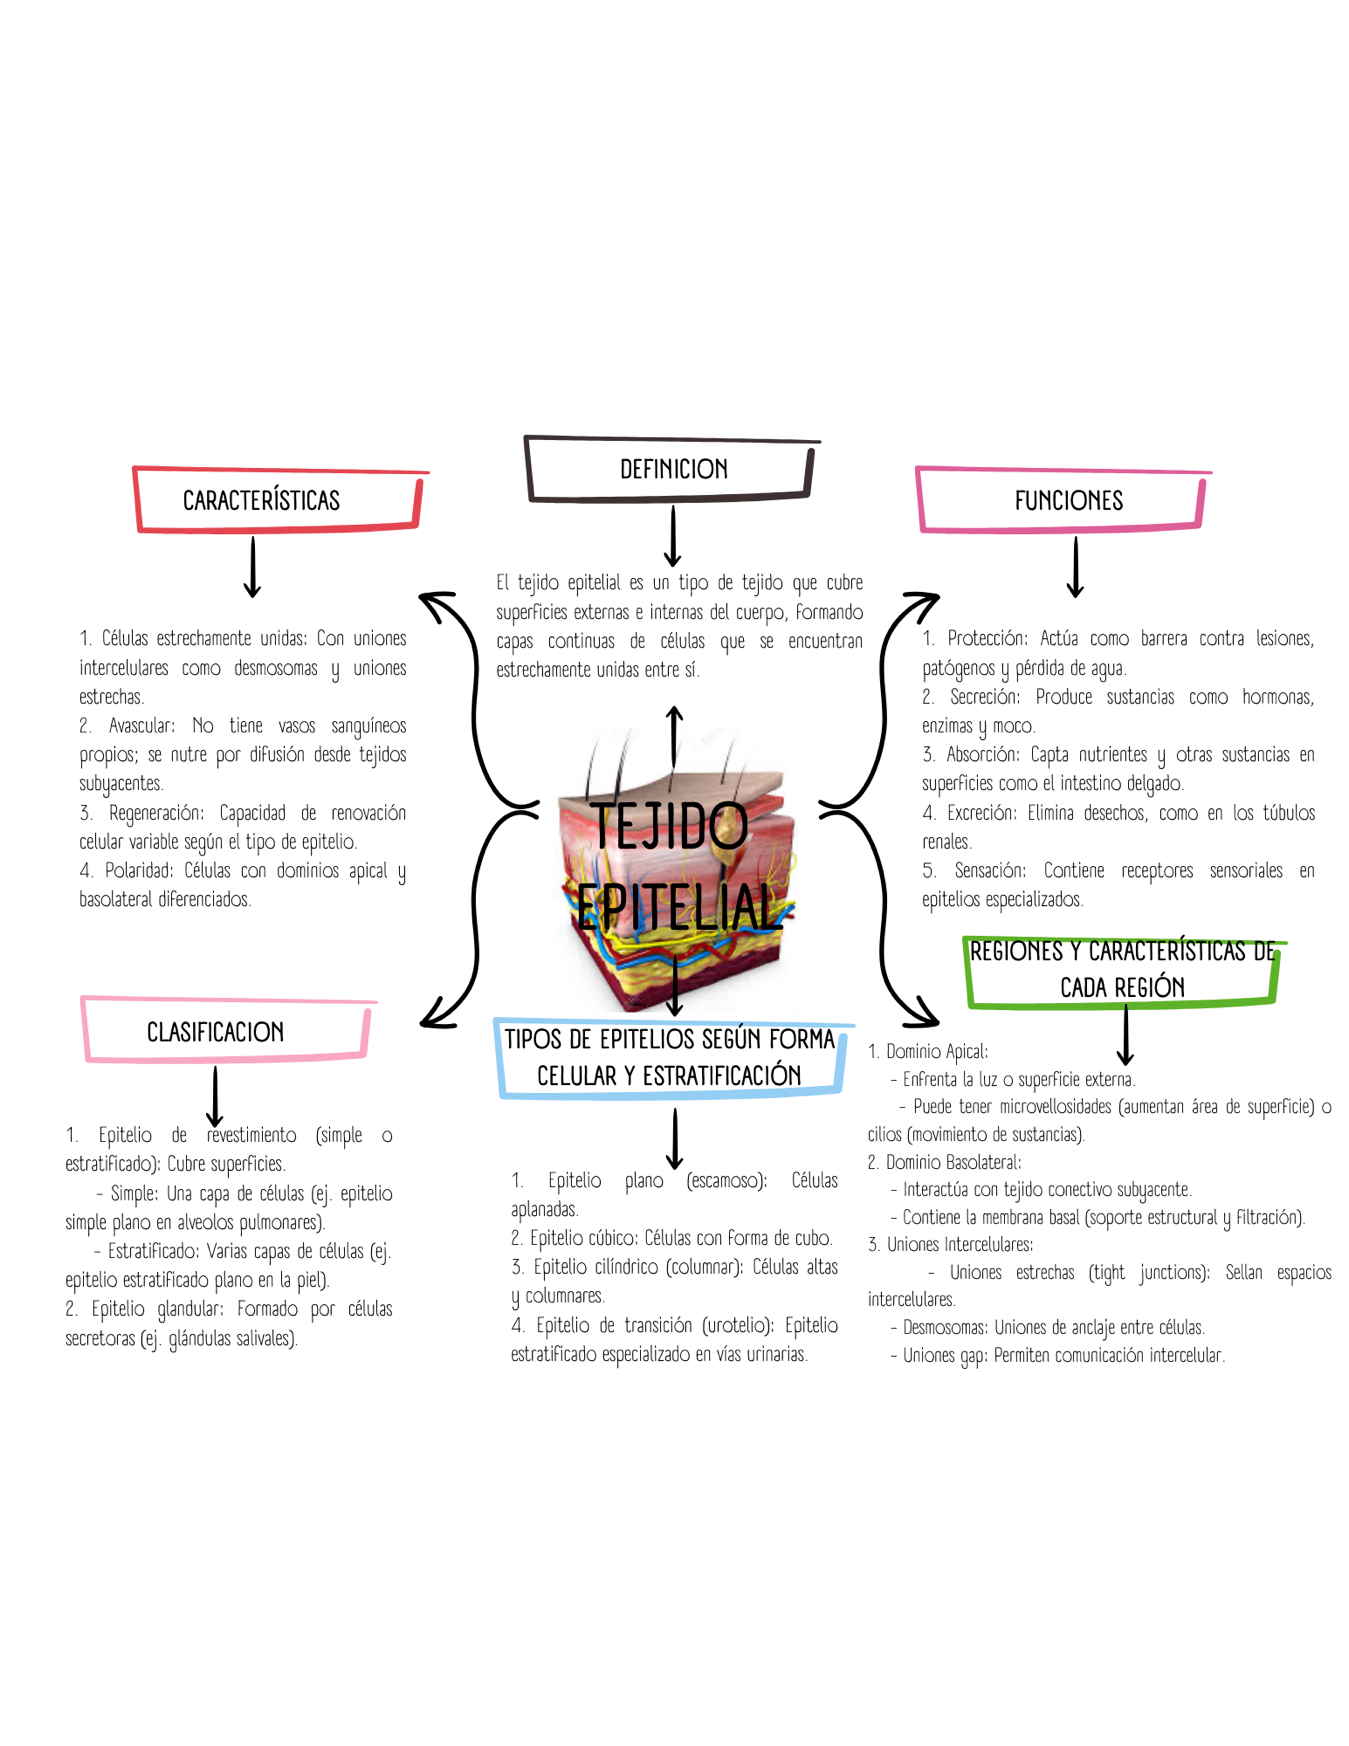 DEFINICION
El tejido epitelial es un tipo de tejido que cubre
superficies externas e internas del cuerpo, formando
capas continuas de células que se encuentran
estrechamente unidas entre sí.
CARACTERÍSTICAS
1. Células estrechamente unidas: Con uniones
intercelulares como desmosomas y uniones
estrechas.
2. Avascular: No tiene vasos sanguíneos
propios; se nutre por difusión desde tejidos
subyacentes.
3. Regeneración: Capacidad de renovación
celular variable según el tipo de epitelio.
4. Polaridad: Células con dominios apical y
basolateral diferenciados.
FUNCIONES
1. Protección: Actúa como barrera contra lesiones,
patógenos y pérdida de agua.
2. Secreción: Produce sustancias como hormonas,
enzimas y moco.
3. Absorción: Capta nutrientes y otras sustancias en
superficies como el intestino delgado.
4. Excreción: Elimina desechos, como en los túbulos
renales.
5. Sensación: Contiene receptores sensoriales en
epitelios especializados.
TEJIDO
EPITELIAL
CLASIFICACION
1. Epitelio de revestimiento (simple o
estratificado): Cubre superficies.
- Simple: Una capa de células (ej. epitelio
simple plano en alveolos pulmonares).
- Estratificado: Varias capas de células (ej.
epitelio estratificado plano en la piel).
2. Epitelio glandular: Formado por células
secretoras (ej. glándulas salivales).
TIPOS DE EPITELIOS SEGÚN FORMA
CELULAR Y ESTRATIFICACIÓN
1. Epitelio plano (escamoso): Células
aplanadas.
2. Epitelio cúbico: Células con forma de cubo.
3. Epitelio cilíndrico (columnar): Células altas
y columnares.
4. Epitelio de transición (urotelio): Epitelio
estratificado especializado en vías urinarias.
REGIONES Y CARACTERÍSTICAS DE
CADA REGIÓN
1. Dominio Apical:
- Enfrenta la luz o superficie externa.
- Puede tener microvellosidades (aumentan área de superficie) o
cilios (movimiento de sustancias).
2. Dominio Basolateral:
- Interactúa con tejido conectivo subyacente.
- Contiene la membrana basal (soporte estructural y filtración).
3. Uniones Intercelulares:
- Uniones estrechas (tight junctions): Sellan espacios
intercelulares.
- Desmosomas: Uniones de anclaje entre células.
- Uniones gap: Permiten comunicación intercelular.